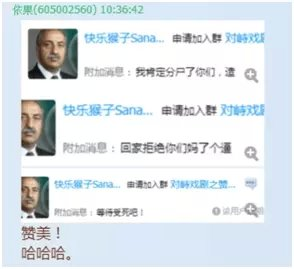 依果(605002560) 10:36:42
快乐猴子Sana... 申请加入群 对峙戏剧
附加消息：我肯定分尸了你们，造
快乐猴子Sana... 申请加入群 对峙戏
附加消息：回家拒绝你们妈了个逼
快乐猴子Sana... 申请加入群 对峙戏剧之赞...
附加消息：等待受死吧！
该用户
赞美！
哈哈哈。